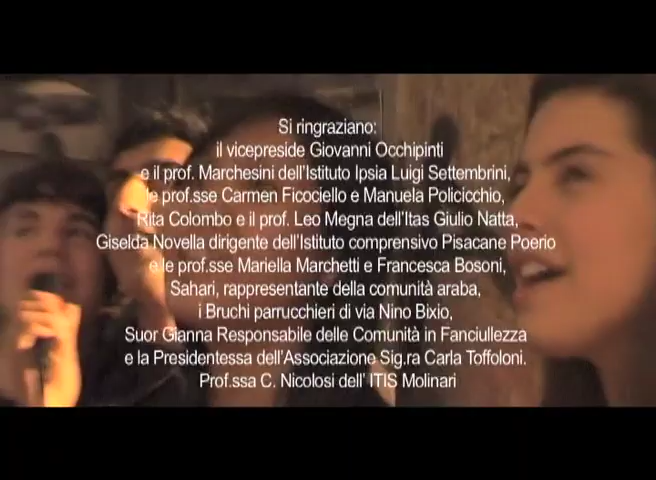 Si ringraziano:
il vicepreside Giovanni Occhipinti
e il prof. Marchesini dell'Istituto Ipsia Luigi Settembrini,
le prof.sse Carmen Ficociello e Manuela Policicchio,
Rita Colombo e il prof. Leo Megna dell'Itas Giulio Natta,
Giselda Novella dirigente dell'Istituto comprensivo Pisacane Poerio
e le prof.sse Mariella Marchetti e Francesca Bosoni,
Sahari, rappresentante della comunità araba,
i Bruchi parrucchieri di via Nino Bixio,
Suor Gianna Responsabile delle Comunità in Fanciullezza
e la Presidentessa dell'Associazione Sig.ra Carla Toffoloni.
Prof.ssa C. Nicolosi dell' ITIS Molinari